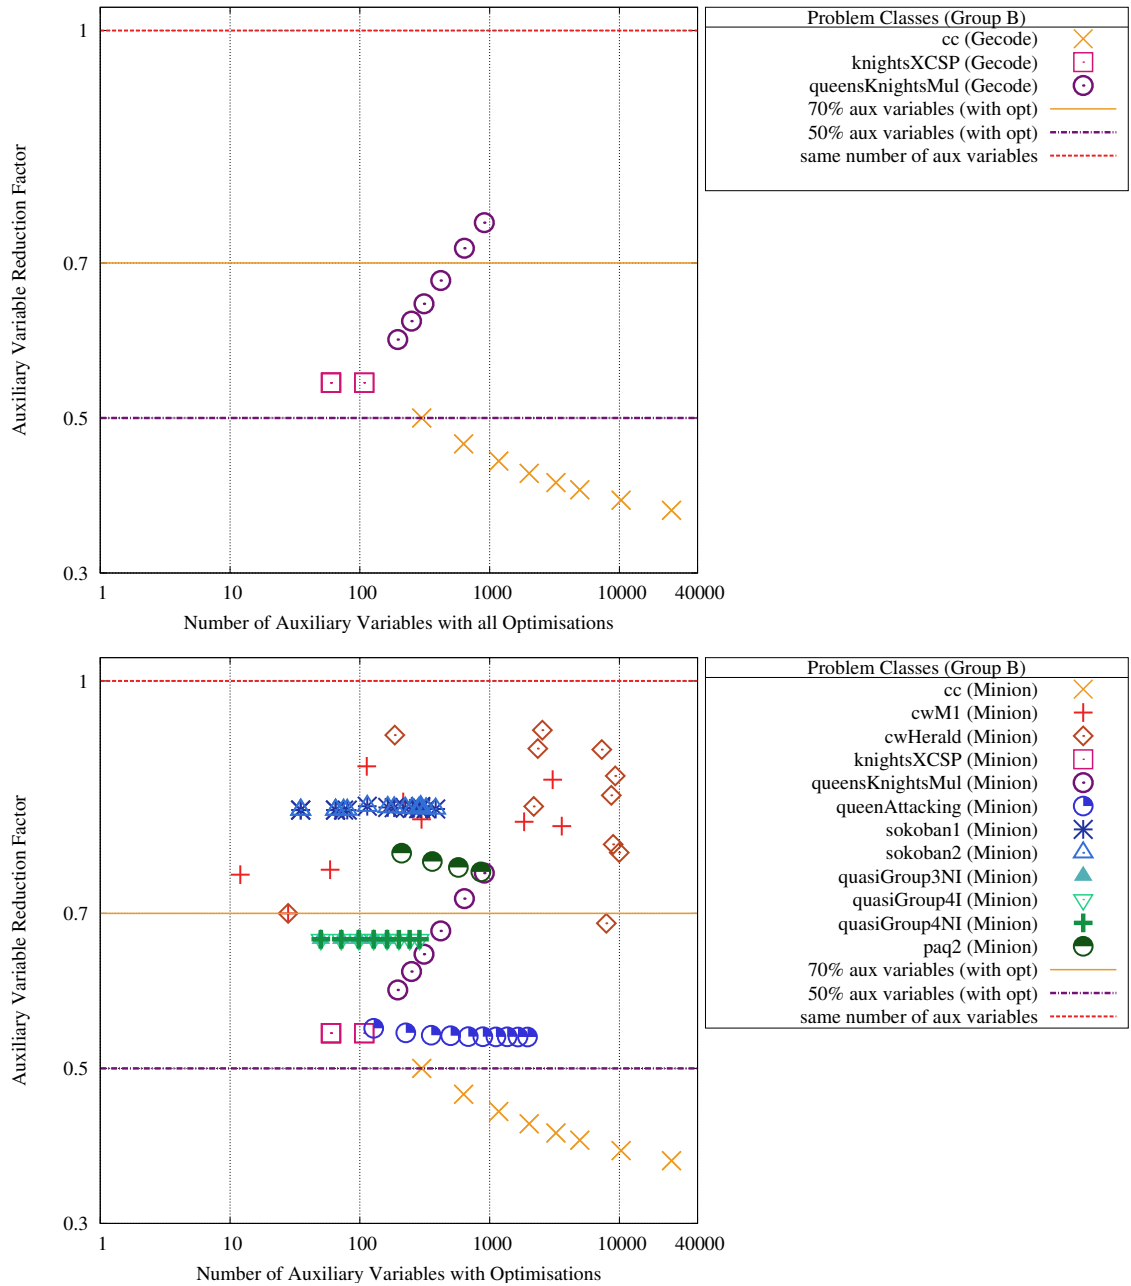 Auxiliary Variable Reduction Factor
1
0.7
0.5
0.3
1 10 100 1000 10000 40000
Number of Auxiliary Variables with all Optimisations
Problem Classes (Group B)
cc (Gecode)
knightsXCSP (Gecode)
queensKnightsMul (Gecode)
70% aux variables (with opt)
50% aux variables (with opt)
same number of aux variables
Auxiliary Variable Reduction Factor
1
0.7
0.5
0.3
1 10 100 1000 10000 40000
Number of Auxiliary Variables with Optimisations
Problem Classes (Group B)
cc (Minion)
cwM1 (Minion)
cwHerald (Minion)
knightsXCSP (Minion)
queensKnightsMul (Minion)
queenAttacking (Minion)
sokoban1 (Minion)
sokoban2 (Minion)
quasiGroup3NI (Minion)
quasiGroup4I (Minion)
quasiGroup4NI (Minion)
paq2 (Minion)
70% aux variables (with opt)
50% aux variables (with opt)
same number of aux variables